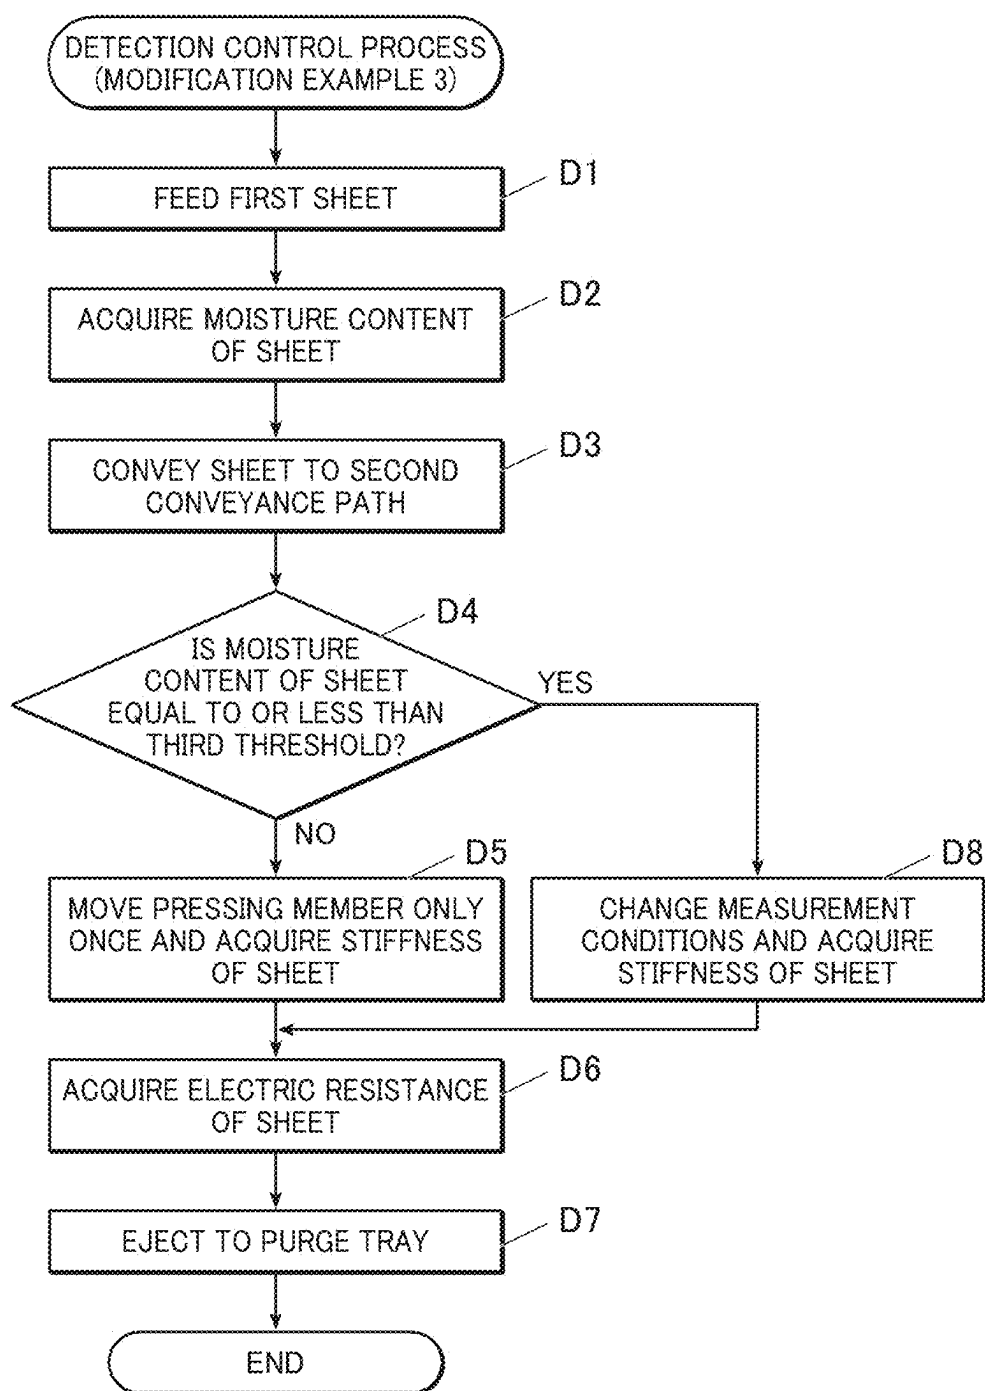 DETECTION CONTROL PROCESS
(MODIFICATION EXAMPLE 3)
D1
FEED FIRST SHEET
D2
ACQUIRE MOISTURE CONTENT
OF SHEET
D3
CONVEY SHEET TO SECOND
CONVEYANCE PATH
D4
IS MOISTURE
CONTENT OF SHEET
EQUAL TO OR LESS THAN
THIRD THRESHOLD?
YES
NO
D5
MOVE PRESSING MEMBER ONLY
ONCE AND ACQUIRE STIFFNESS
OF SHEET
D8
CHANGE MEASUREMENT
CONDITIONS AND ACQUIRE
STIFFNESS OF SHEET
D6
ACQUIRE ELECTRIC RESISTANCE
OF SHEET
D7
EJECT TO PURGE TRAY
END